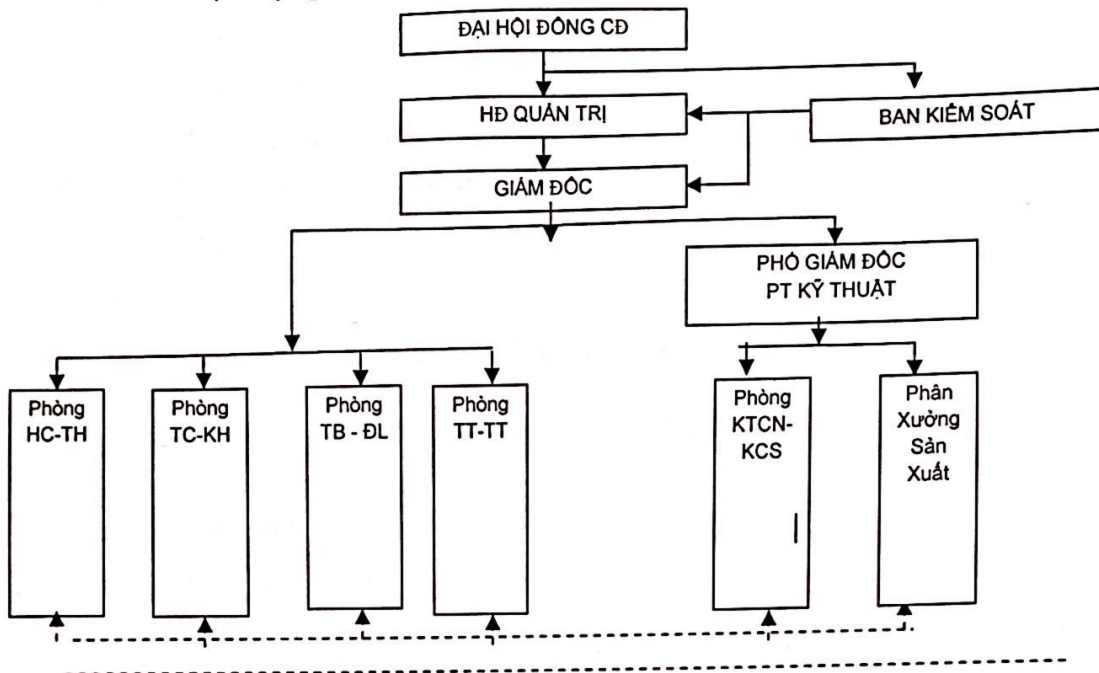 ĐẠI HỘI ĐỒNG CĐ
HĐ QUẢN TRỊ
BAN KIỂM SOÁT
GIÁM ĐỐC
PHÓ GIÁM ĐỐC
PT KỸ THUẬT
Phòng
HC-TH
Phòng
TC-KH
Phòng
TB - ĐL
Phòng
TT-TT
Phòng
KTCN-
KCS
Phân
Xưởng
Sản
Xuất